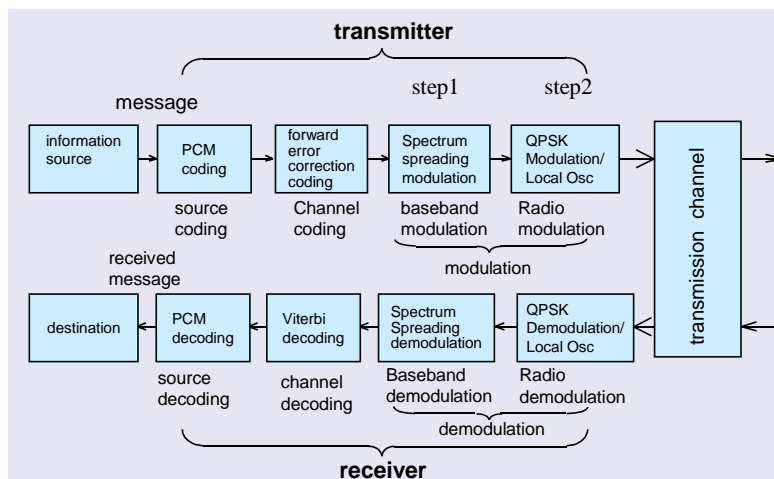 transmitter
step1
step2
message
information
source
PCM
coding
forward
error
correction
coding
Spectrum
spreading
modulation
QPSK
Modulation/
Local Osc
transmission channel
source
coding
Channel
coding
baseband
modulation
Radio
modulation
modulation
received
message
destination
PCM
decoding
Viterbi
decoding
Spectrum
Spreading
demodulation
QPSK
Demodulation/
Local Osc
source
decoding
channel
decoding
Baseband
demodulation
Radio
demodulation
demodulation
receiver